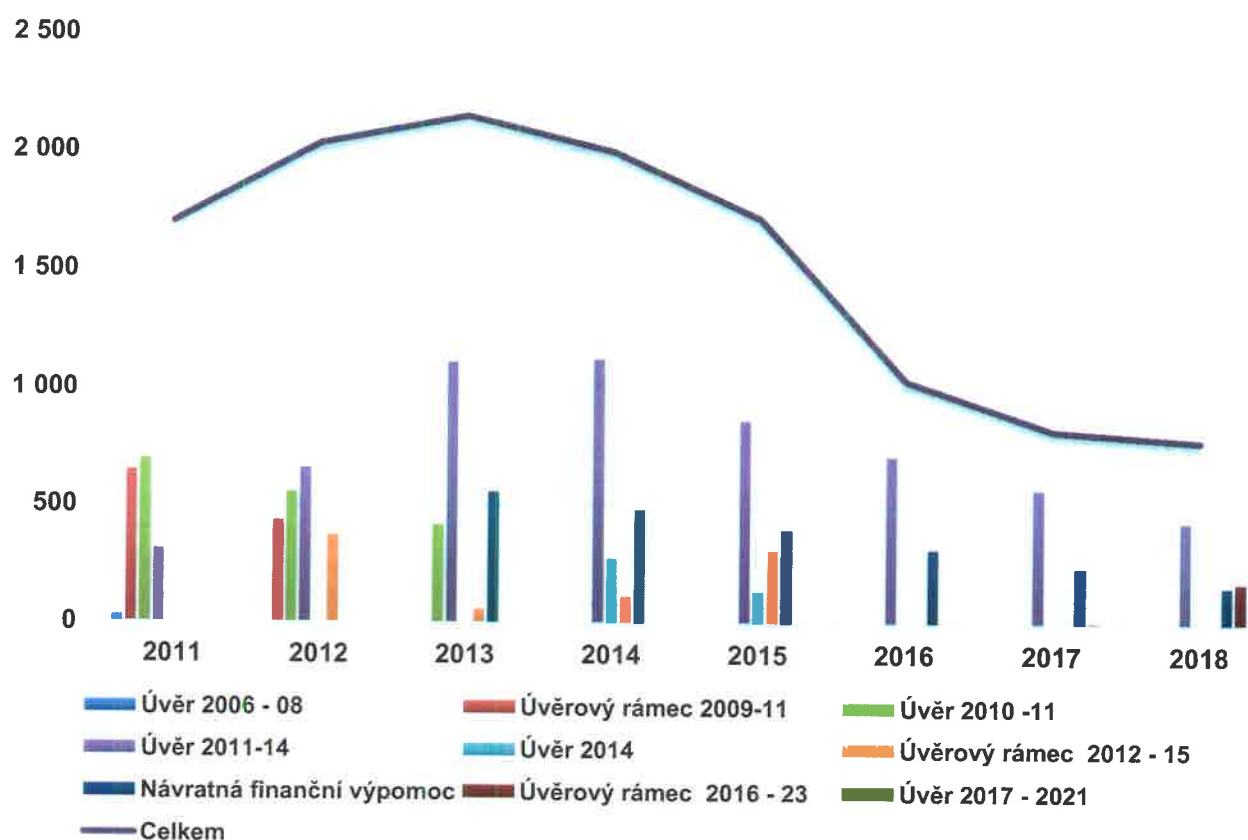 2 500
2 000
1 500
1 000
500
0
2011 2012 2013 2014 2015 2016 2017 2018
Úvěr 2006 - 08 Úvěrový rámec 2009-11 Úvěr 2010 -11
Úvěr 2011-14 Úvěr 2014 Úvěrový rámec 2012 - 15
Návratná finanční výpomoc Úvěrový rámec 2016 - 23 Úvěr 2017 - 2021
Celkem